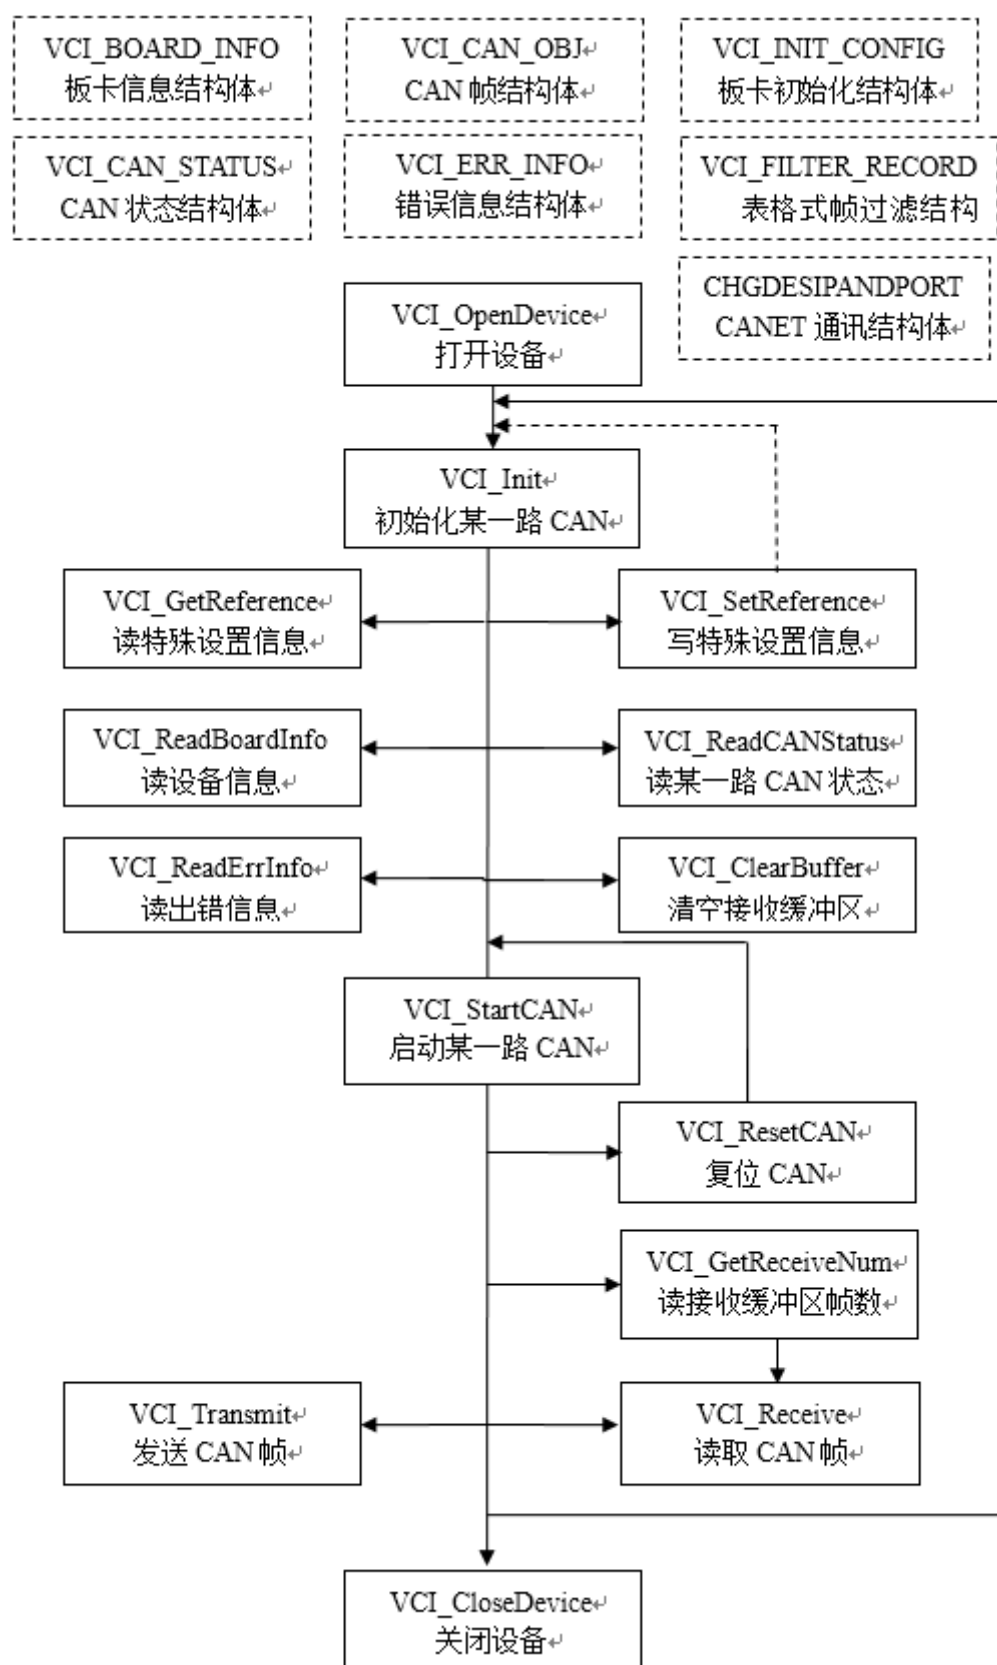 VCI_BOARD_INFO
板卡信息结构体↵
VCI_CAN_OBJ↵
CAN 帧结构体↵
VCI_INIT_CONFIG
板卡初始化结构体↵
VCI_CAN_STATUS↵
CAN 状态结构体↵
VCI_ERR_INFO↵
错误信息结构体↵
VCI_FILTER_RECORD
表格式帧过滤结构
CHGDESIPANDPORT
CANET 通讯结构体↵
VCI_OpenDevice↵
打开设备↵
VCI_Init↵
初始化某一路 CAN↵
VCI_GetReference↵
读特殊设置信息↵
VCI_SetReference↵
写特殊设置信息↵
VCI_ReadBoardInfo
读设备信息↵
VCI_ReadCANStatus↵
读某一路 CAN 状态↵
VCI_ReadErrInfo↵
读出错信息↵
VCI_ClearBuffer↵
清空接收缓冲区↵
VCI_StartCAN↵
启动某一路 CAN↵
VCI_ResetCAN↵
复位 CAN↵
VCI_GetReceiveNum↵
读接收缓冲区帧数↵
VCI_Transmit↵
发送 CAN 帧↵
VCI_Receive↵
读取 CAN 帧↵
VCI_CloseDevice↵
关闭设备↵